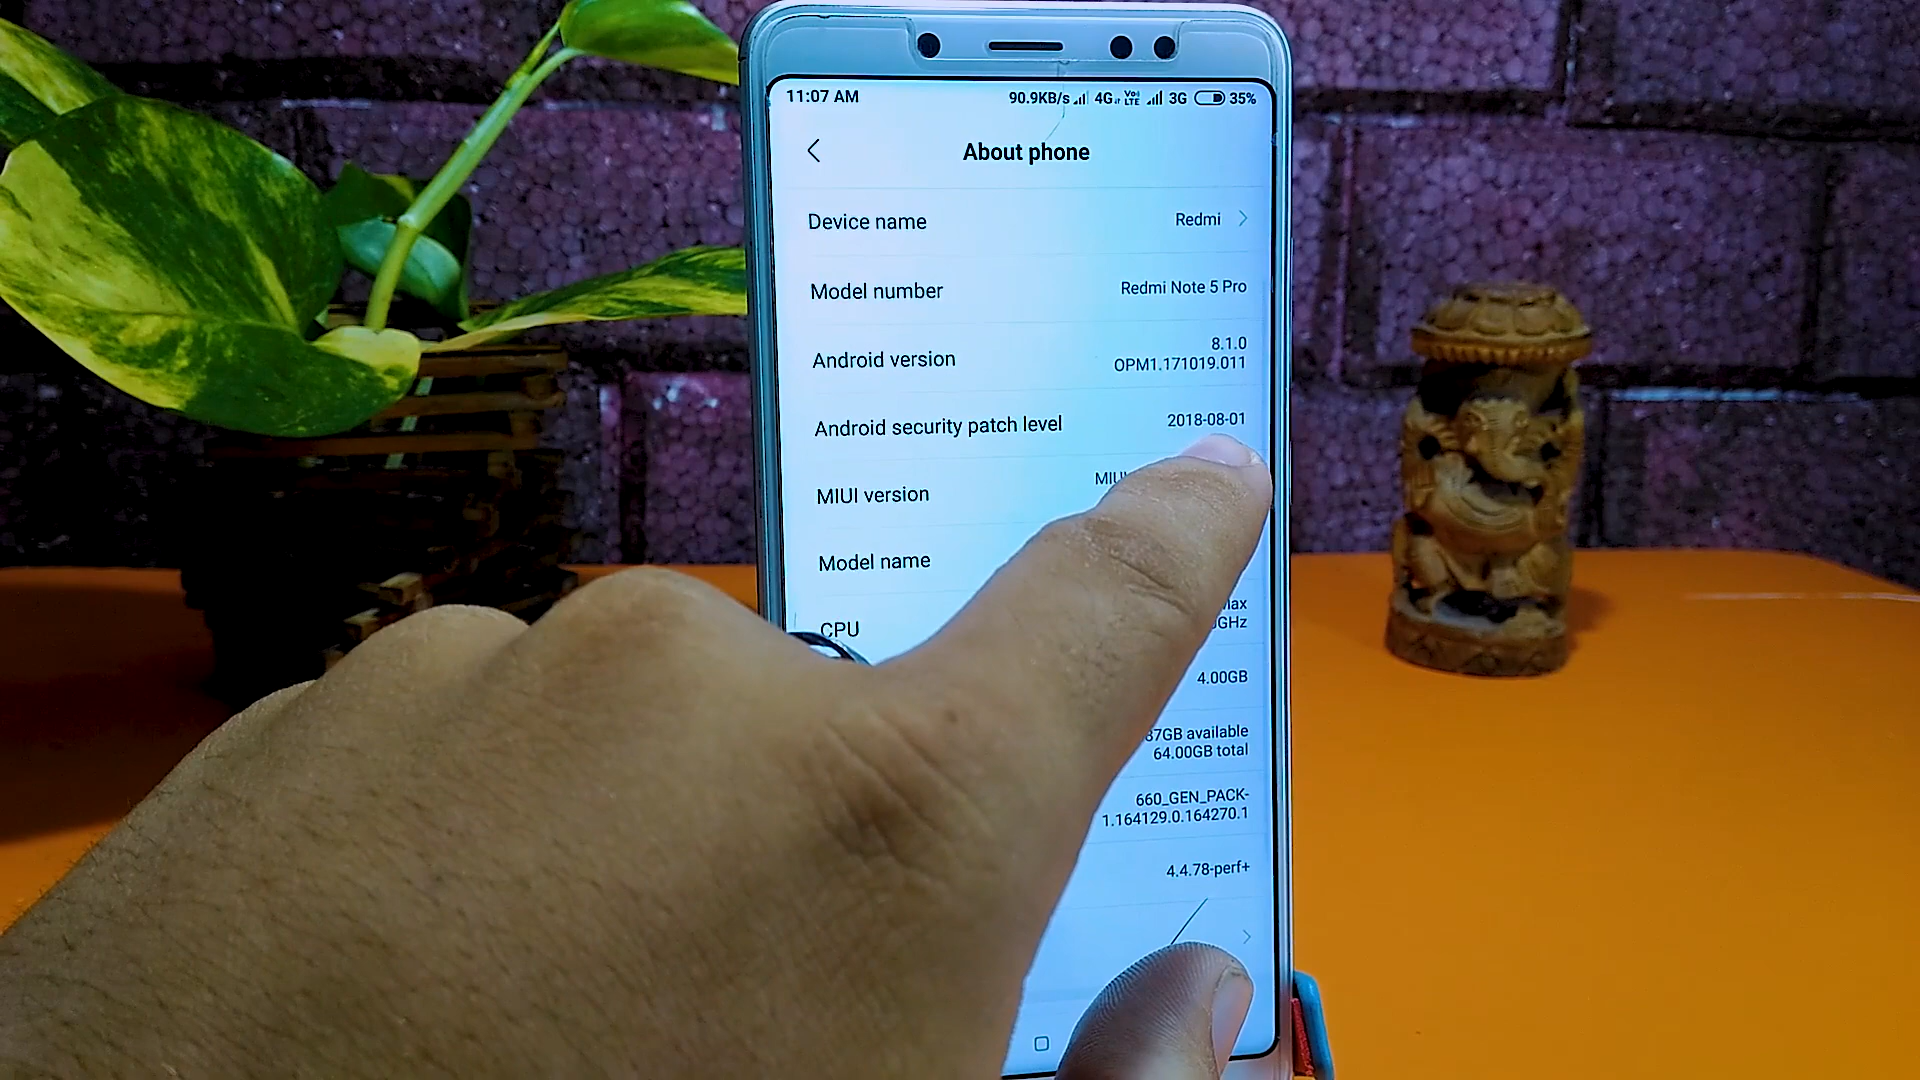 11:07 AM 90.9KB/s 4G VoLTE 3G 35%
About phone
Device name Redmi
Model number Redmi Note 5 Pro
Android version 8.1.0
OPM1.171019.011
Android security patch level 2018-08-01
MIUI version
Model name
CPU
4.00GB
available
64.00GB total
660_GEN_PACK-
1.164129.0.164270.1
4.4.78-perf+